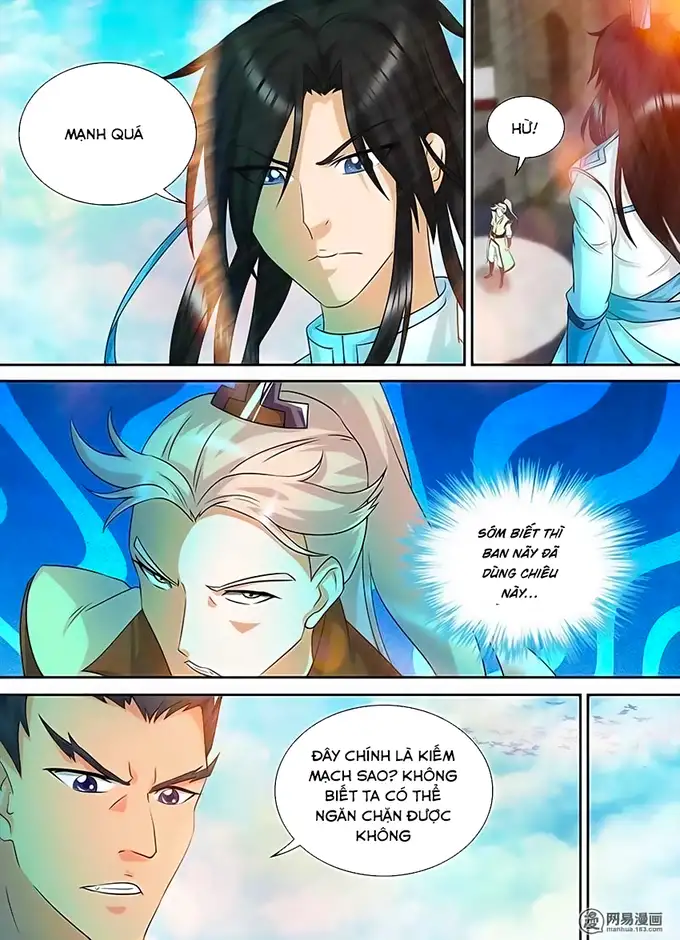 MẠNH QUÁ
HỪ!
SỚM BIẾT THÌ
BAN NÃY ĐÃ
DÙNG CHIÊU
NÀY...
ĐÂY CHÍNH LÀ KIẾM
MẠCH SAO? KHÔNG
BIẾT TA CÓ THỂ
NGĂN CHẶN ĐƯỢC
KHÔNG
网易漫画
manhua.163.com